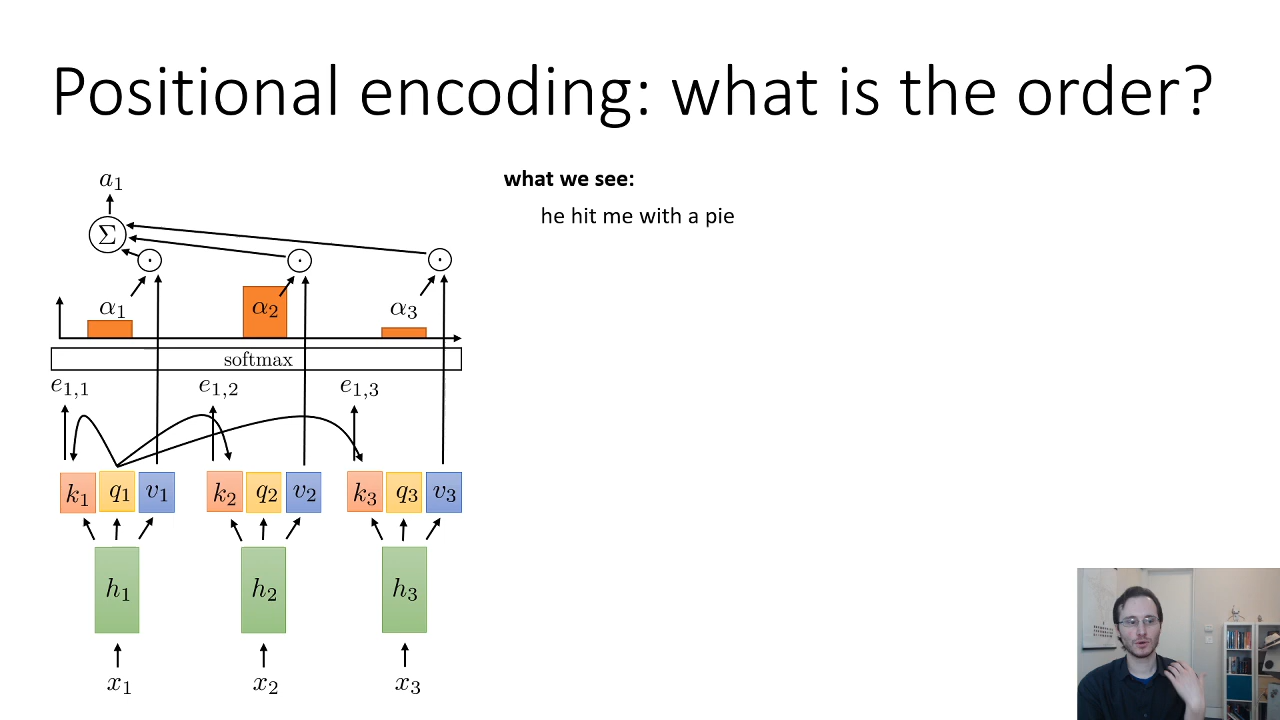 Positional encoding: what is the order?
what we see:
he hit me with a pie
a₁
Σ
α₁ α₂ α₃
softmax
e₁,₁ e₁,₂ e₁,₃
k₁ q₁ v₁ k₂ q₂ v₂ k₃ q₃ v₃
h₁ h₂ h₃
x₁ x₂ x₃